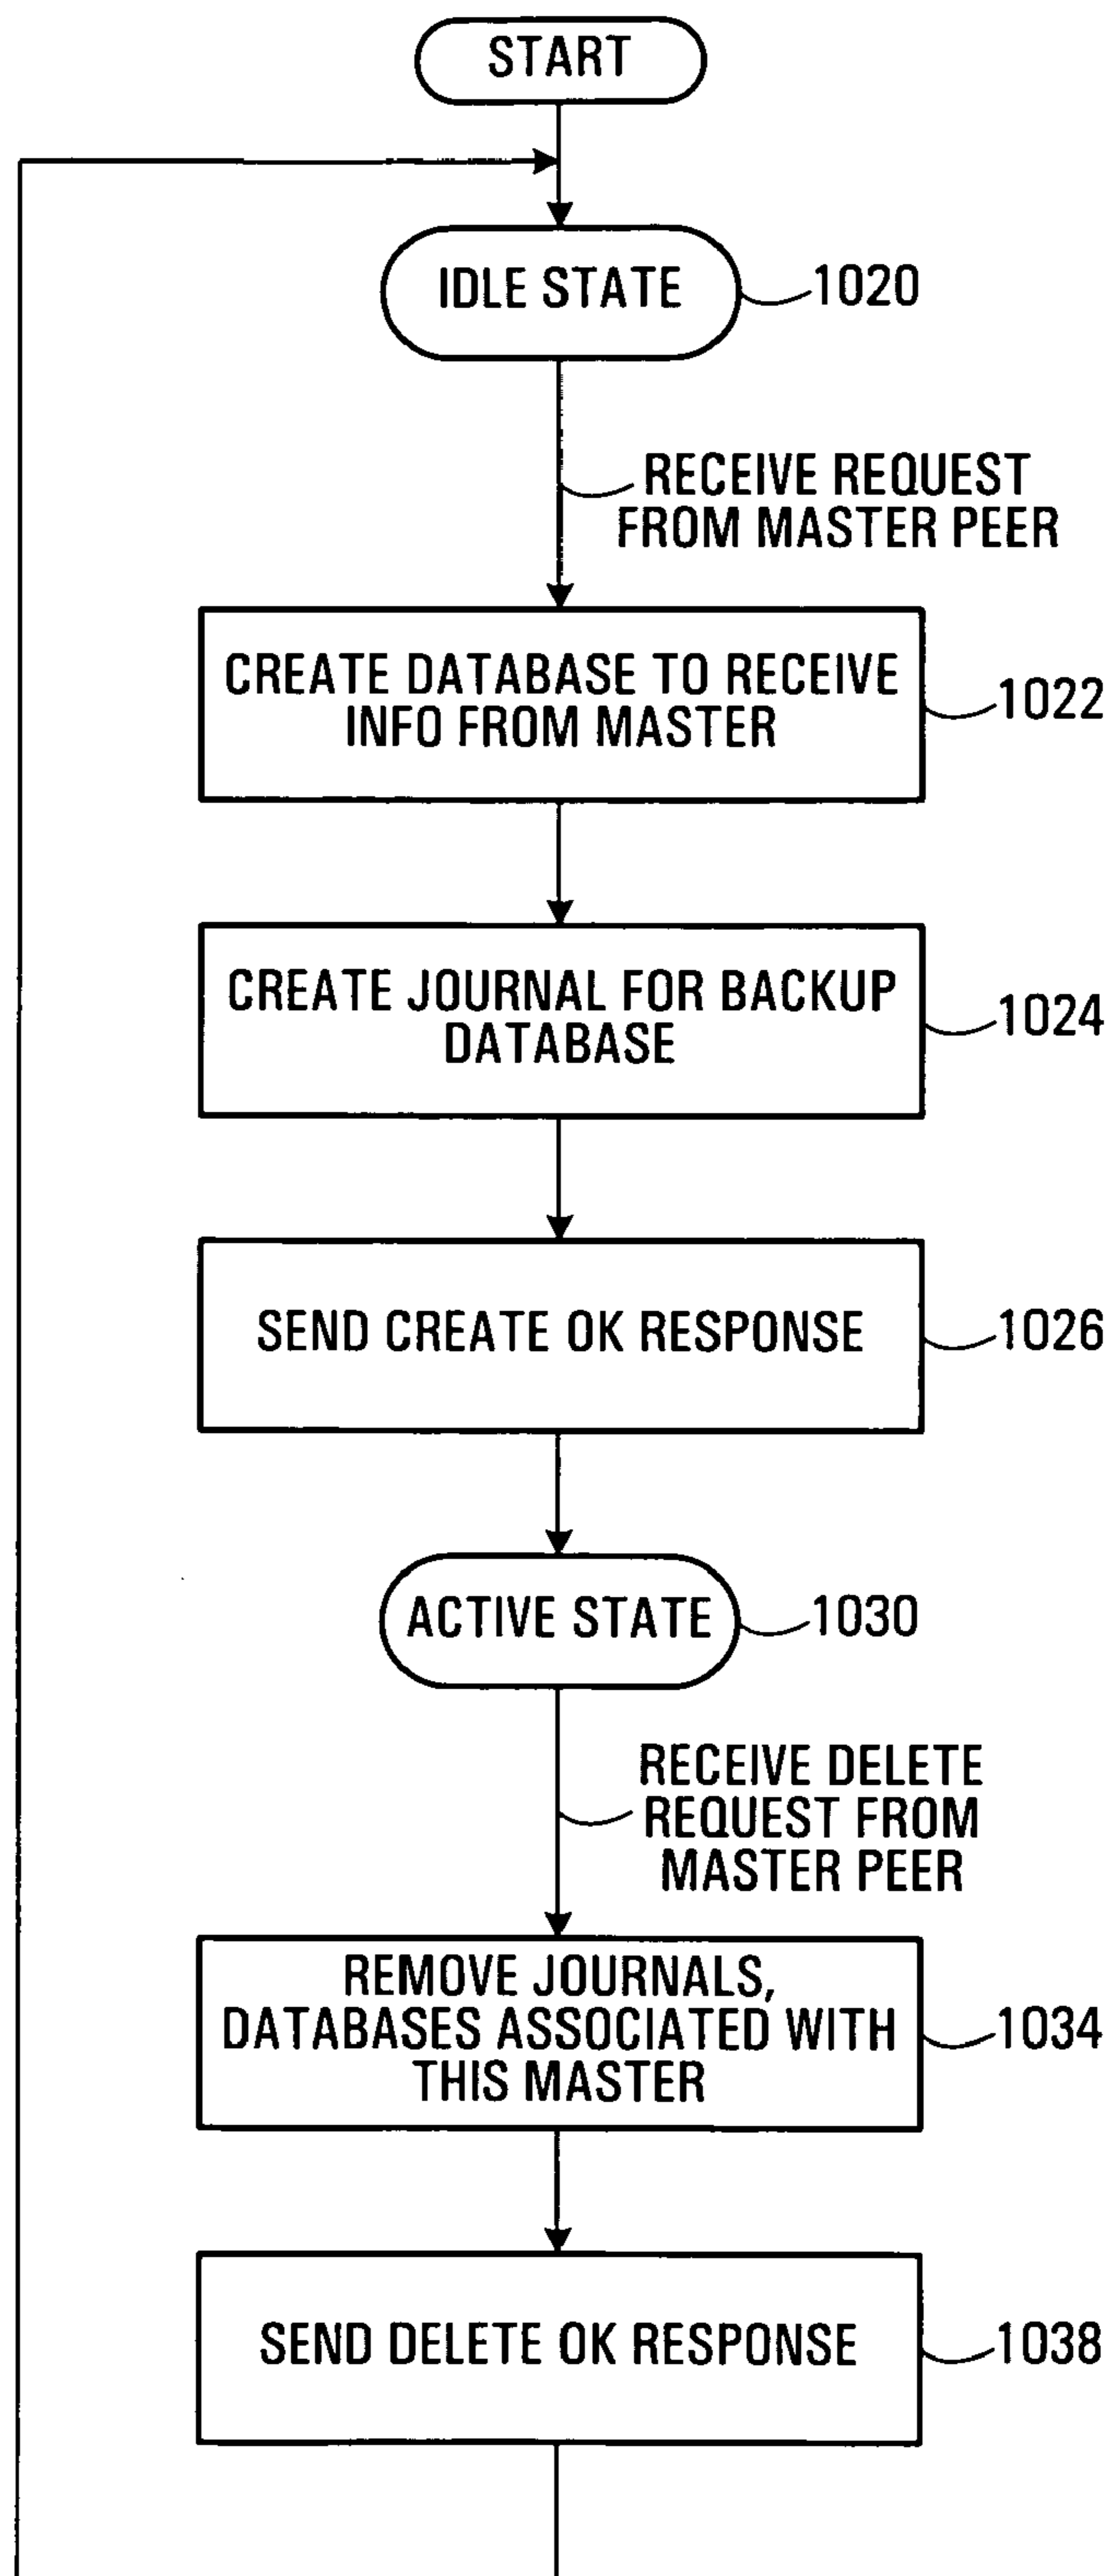 START
IDLE STATE
1020
RECEIVE REQUEST
FROM MASTER PEER
CREATE DATABASE TO RECEIVE
INFO FROM MASTER
1022
CREATE JOURNAL FOR BACKUP
DATABASE
1024
SEND CREATE OK RESPONSE
1026
ACTIVE STATE
1030
RECEIVE DELETE
REQUEST FROM
MASTER PEER
REMOVE JOURNALS,
DATABASES ASSOCIATED WITH
THIS MASTER
1034
SEND DELETE OK RESPONSE
1038